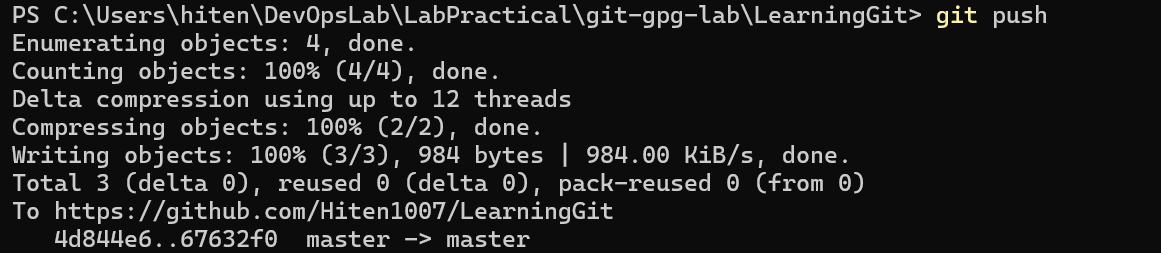 PS C:\Users\hiten\DevOpsLab\LabPractical\git-gpg-lab\LearningGit> git push
Enumerating objects: 4, done.
Counting objects: 100% (4/4), done.
Delta compression using up to 12 threads
Compressing objects: 100% (2/2), done.
Writing objects: 100% (3/3), 984 bytes | 984.00 KiB/s, done.
Total 3 (delta 0), reused 0 (delta 0), pack-reused 0 (from 0)
To https://github.com/Hiten1007/LearningGit
   4d844e6..67632f0  master -> master